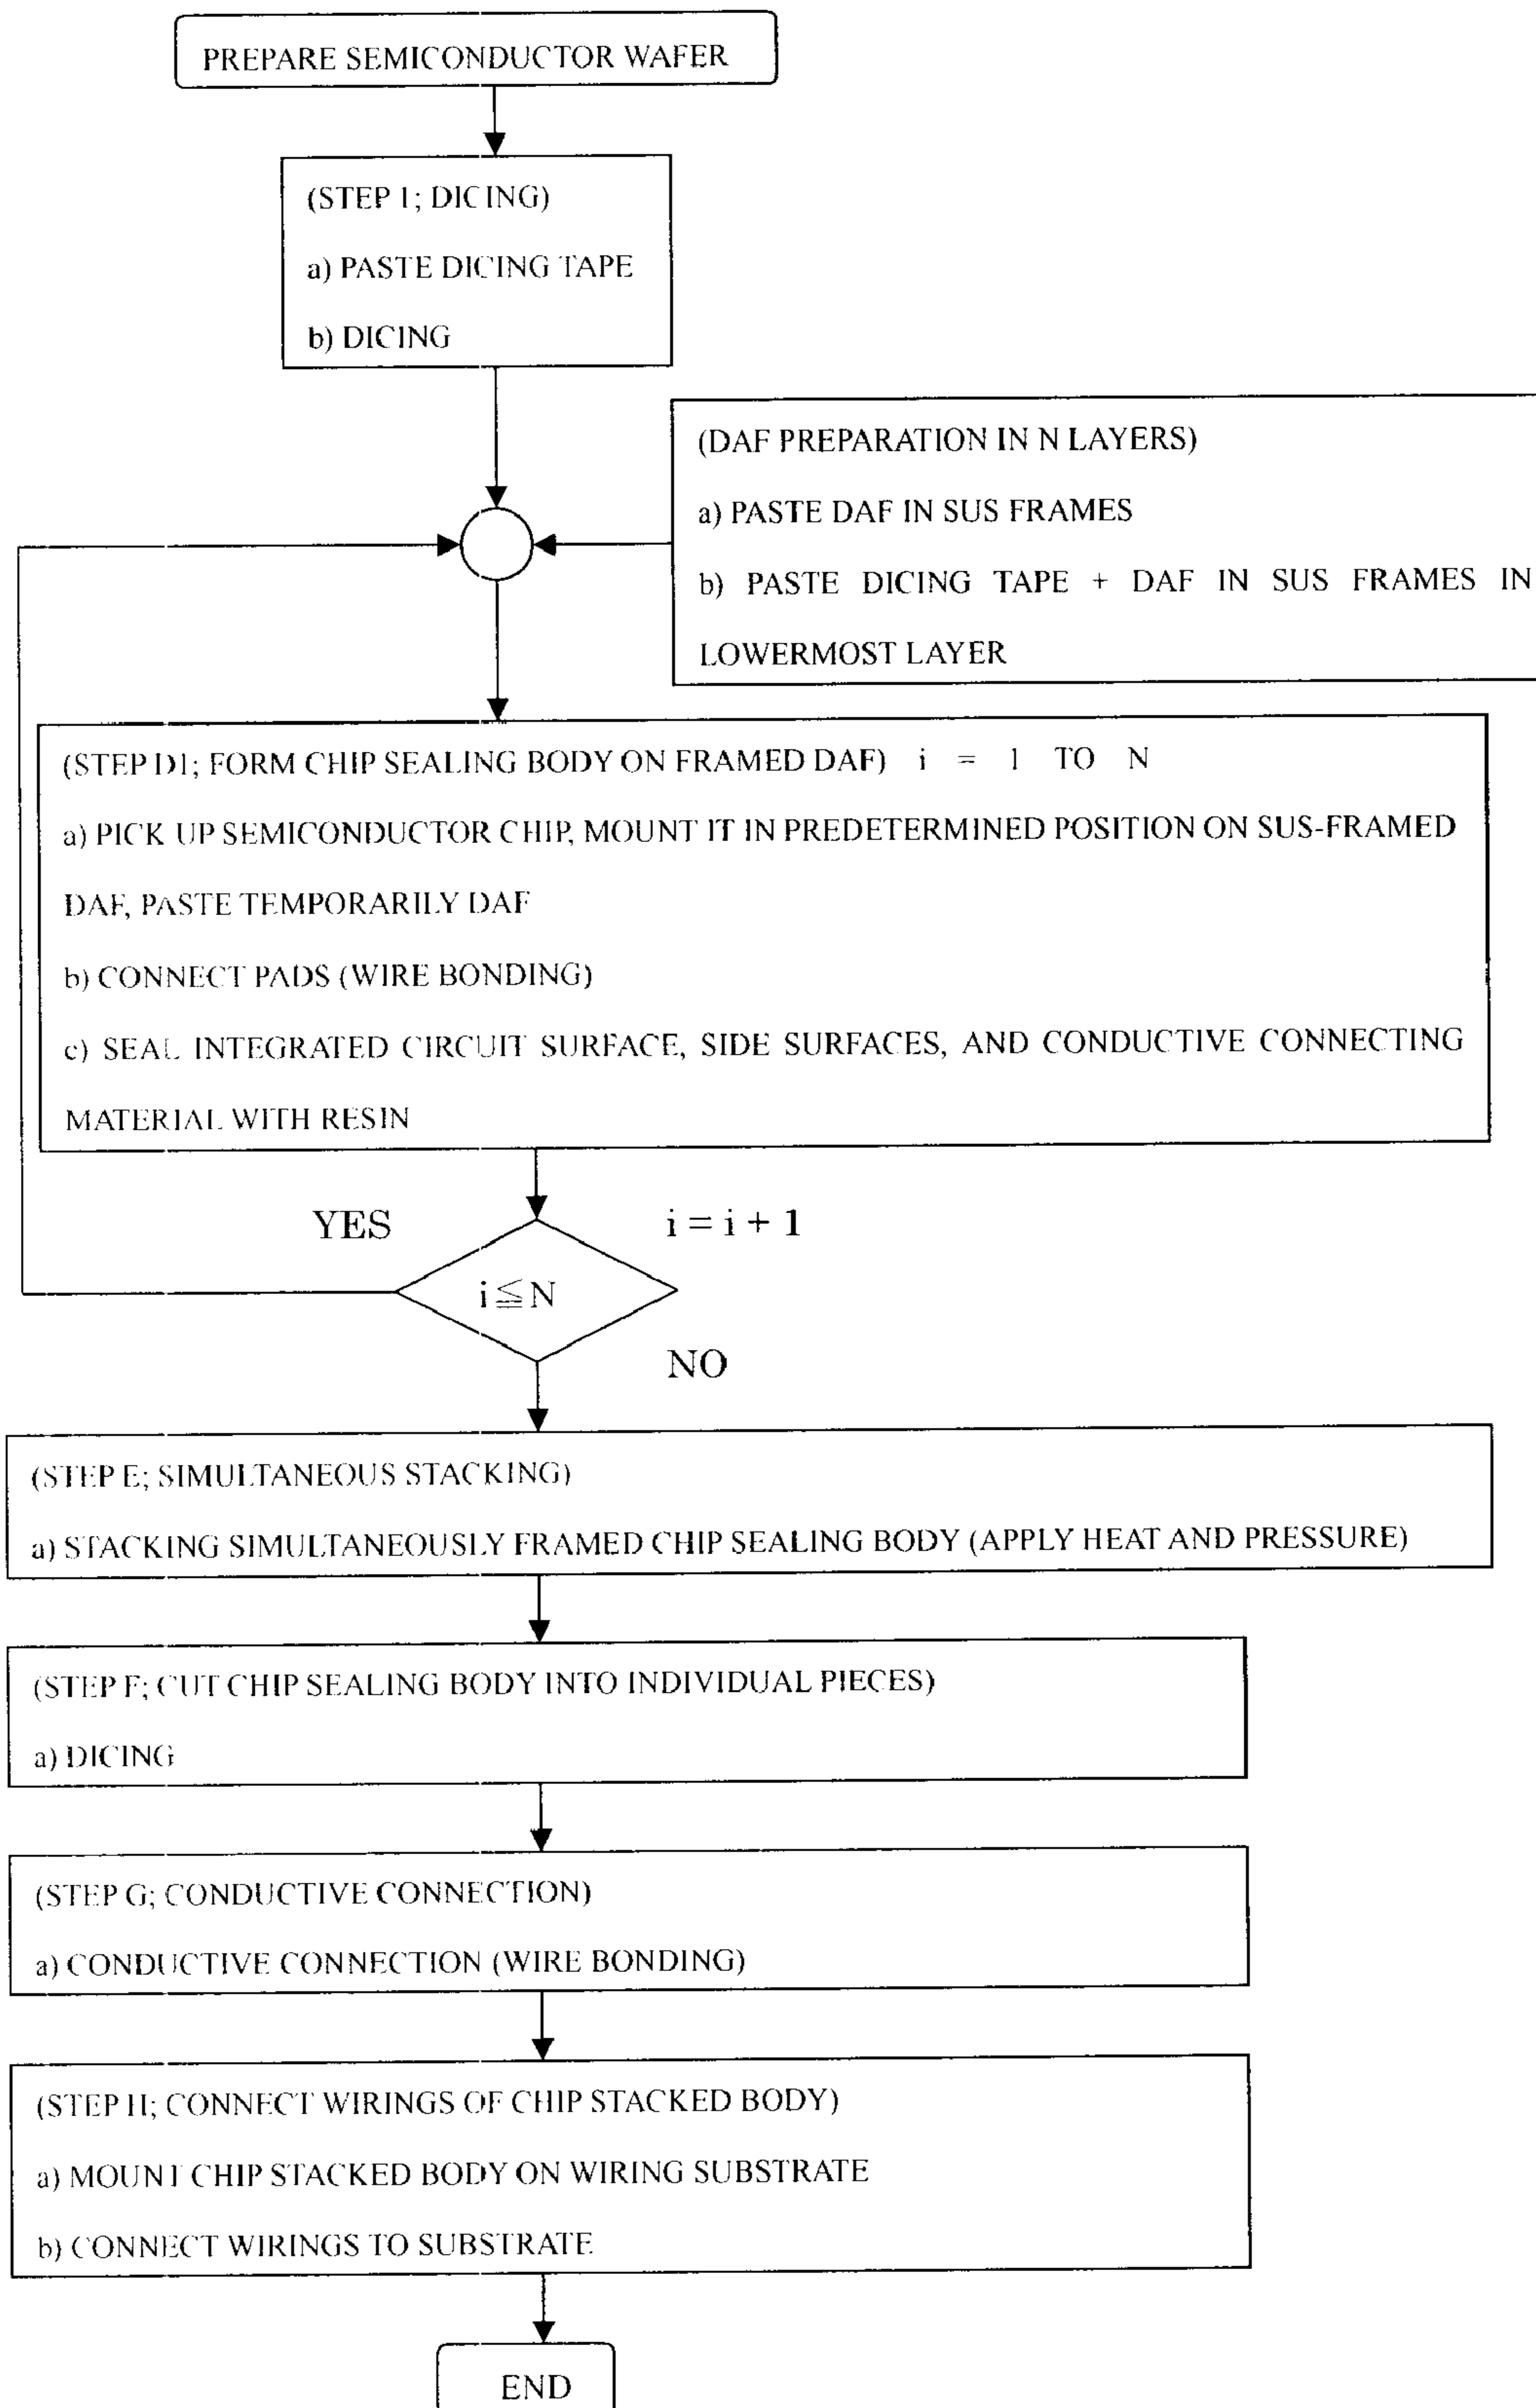 PREPARE SEMICONDUCTOR WAFER
(STEP 1; DICING)
a) PASTE DICING TAPE
b) DICING
(DAF PREPARATION IN N LAYERS)
a) PASTE DAF IN SUS FRAMES
b) PASTE DICING TAPE + DAF IN SUS FRAMES IN
LOWERMOST LAYER
(STEP D1; FORM CHIP SEALING BODY ON FRAMED DAF) i = 1 TO N
a) PICK UP SEMICONDUCTOR CHIP, MOUNT IT IN PREDETERMINED POSITION ON SUS-FRAMED
DAF, PASTE TEMPORARILY DAF
b) CONNECT PADS (WIRE BONDING)
c) SEAL INTEGRATED CIRCUIT SURFACE, SIDE SURFACES, AND CONDUCTIVE CONNECTING
MATERIAL WITH RESIN
YES
i = i + 1
i≦N
NO
(STEP E; SIMULTANEOUS STACKING)
a) STACKING SIMULTANEOUSLY FRAMED CHIP SEALING BODY (APPLY HEAT AND PRESSURE)
(STEP F; CUT CHIP SEALING BODY INTO INDIVIDUAL PIECES)
a) DICING
(STEP G; CONDUCTIVE CONNECTION)
a) CONDUCTIVE CONNECTION (WIRE BONDING)
(STEP H; CONNECT WIRINGS OF CHIP STACKED BODY)
a) MOUNT CHIP STACKED BODY ON WIRING SUBSTRATE
b) CONNECT WIRINGS TO SUBSTRATE
END